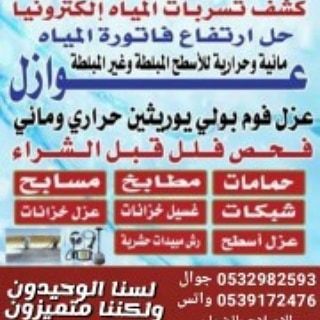 كشف تسربات المياه إلكترونيا
حل ارتفاع فاتورة المياه
مائية وحرارية للأسطح المبلطة وغير المبلطة
عـــوازل
عزل فوم بولي يوريثين حراري ومائي
فحص فلل قبل الشراء
حمامات مطابخ مسابح
شبكات غسيل خزانات عزل خزانات
عزل أسطح رش مبيدات حشرية
لسنا الوحيدون
ولكننا متميزون
0532982593 جوال
0539172476 واتس